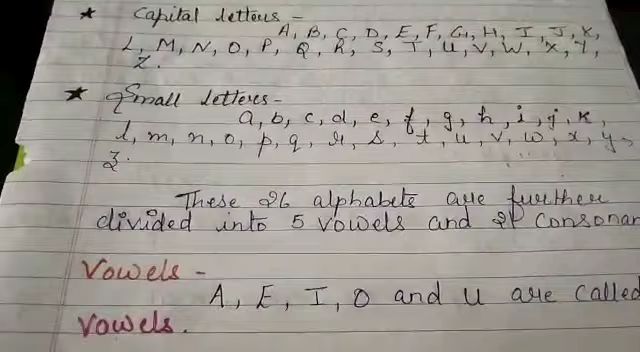 ★ Capital letters -
A, B, C, D, E, F, G, H, I, J, K,
L, M, N, O, P, Q, R, S, T, U, V, W, X, Y,
Z.
★ Small letters -
a, b, c, d, e, f, g, h, i, j, k,
l, m, n, o, p, q, r, s, t, u, v, w, x, y,
z.
These 26 alphabets are further
divided into 5 vowels and 21 consonan
Vowels -
A, E, I, O and U are called
Vowels.